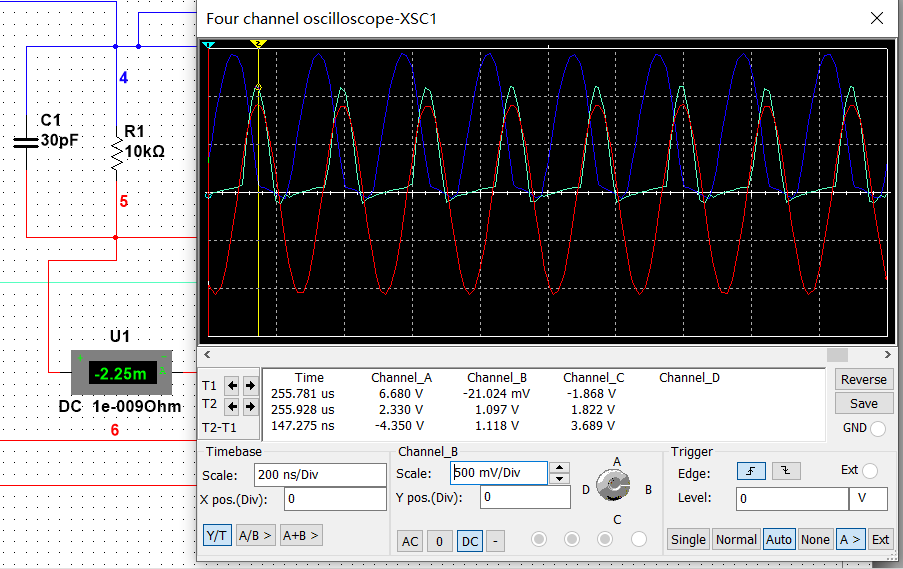 Four channel oscilloscope-XSC1
4
C1
30pF
R1
10kΩ
5
U1
-2.25m
DC 1e-009Ohm
6
1
2
Time Channel_A Channel_B Channel_C Channel_D
T1 255.781 us 6.680 V -21.024 mV -1.868 V
T2 255.928 us 2.330 V 1.097 V 1.822 V
T2-T1 147.275 ns -4.350 V 1.118 V 3.689 V
Reverse
Save
GND
Timebase
Scale: 200 ns/Div
X pos.(Div): 0
Y/T A/B > A+B >
Channel_B
Scale: 500 mV/Div
Y pos.(Div): 0
AC 0 DC -
A
D B
C
Trigger
Edge: Ext
Level: 0 V
Single Normal Auto None A > Ext